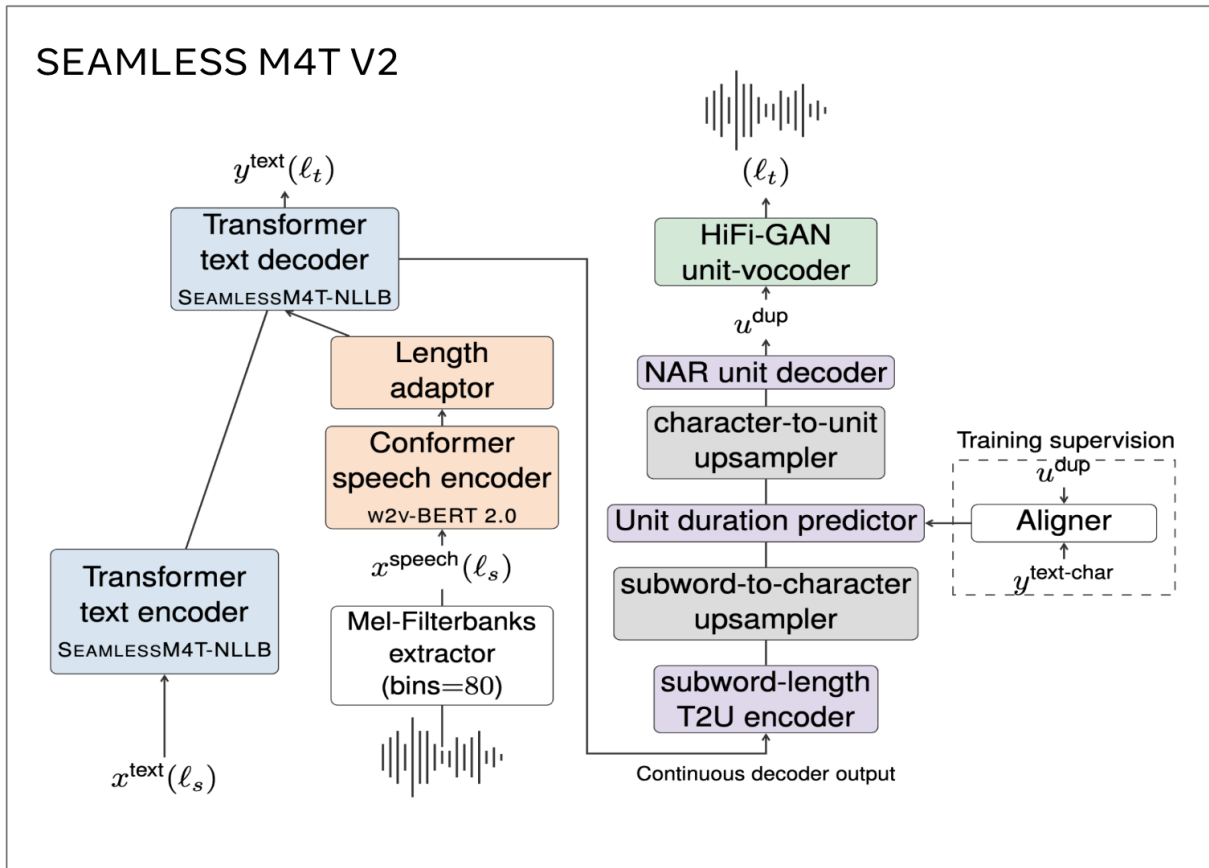 SEAMLESS M4T V2
y^text(ℓ_t)
Transformer
text decoder
SEAMLESSM4T-NLLB
Length
adaptor
Conformer
speech encoder
W2V-BERT 2.0
x^speech(ℓ_s)
Mel-Filterbanks
extractor
(bins=80)
Transformer
text encoder
SEAMLESSM4T-NLLB
x^text(ℓ_s)
(ℓ_t)
HiFi-GAN
unit-vocoder
u^dup
NAR unit decoder
character-to-unit
upsampler
Unit duration predictor
subword-to-character
upsampler
subword-length
T2U encoder
Continuous decoder output
Training supervision
u^dup
Aligner
y^text-char